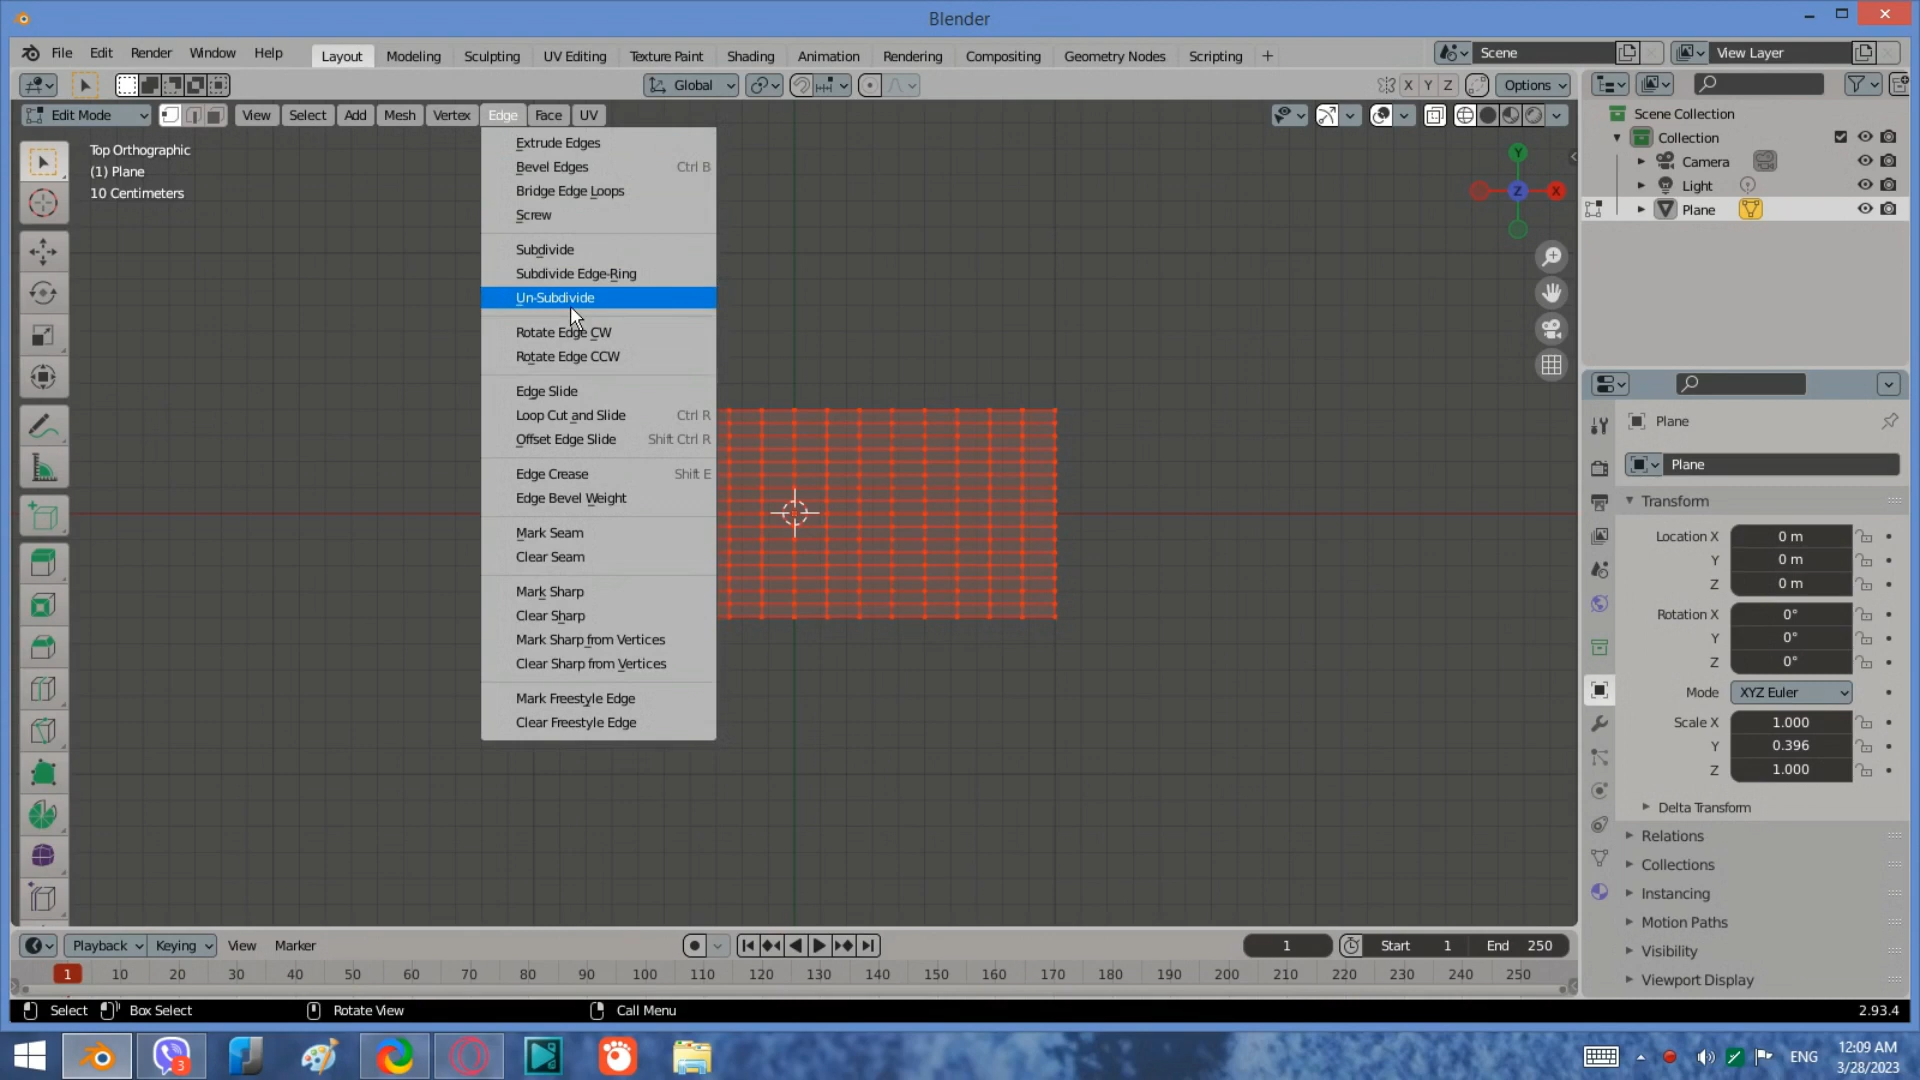 Blender
File Edit Render Window Help Layout Modeling Sculpting UV Editing Texture Paint Shading Animation Rendering Compositing Geometry Nodes Scripting + Scene View Layer
Global X Y Z Options
Edit Mode View Select Add Mesh Vertex Edge Face UV
Top Orthographic
(1) Plane
10 Centimeters
Extrude Edges
Bevel Edges Ctrl B
Bridge Edge Loops
Screw
Subdivide
Subdivide Edge-Ring
Un-Subdivide
Rotate Edge CW
Rotate Edge CCW
Edge Slide
Loop Cut and Slide Ctrl R
Offset Edge Slide Shift Ctrl R
Edge Crease Shift E
Edge Bevel Weight
Mark Seam
Clear Seam
Mark Sharp
Clear Sharp
Mark Sharp from Vertices
Clear Sharp from Vertices
Mark Freestyle Edge
Clear Freestyle Edge
Y
Z X
Scene Collection
Collection
Camera
Light
Plane
Plane
Plane
Transform
Location X 0 m
Y 0 m
Z 0 m
Rotation X 0°
Y 0°
Z 0°
Mode XYZ Euler
Scale X 1.000
Y 0.396
Z 1.000
Delta Transform
Relations
Collections
Instancing
Motion Paths
Visibility
Viewport Display
Playback Keying View Marker 1 Start 1 End 250
1 10 20 30 40 50 60 70 80 90 100 110 120 130 140 150 160 170 180 190 200 210 220 230 240 250
Select Box Select Rotate View Call Menu 2.93.4
3 ENG 12:09 AM
3/28/2023